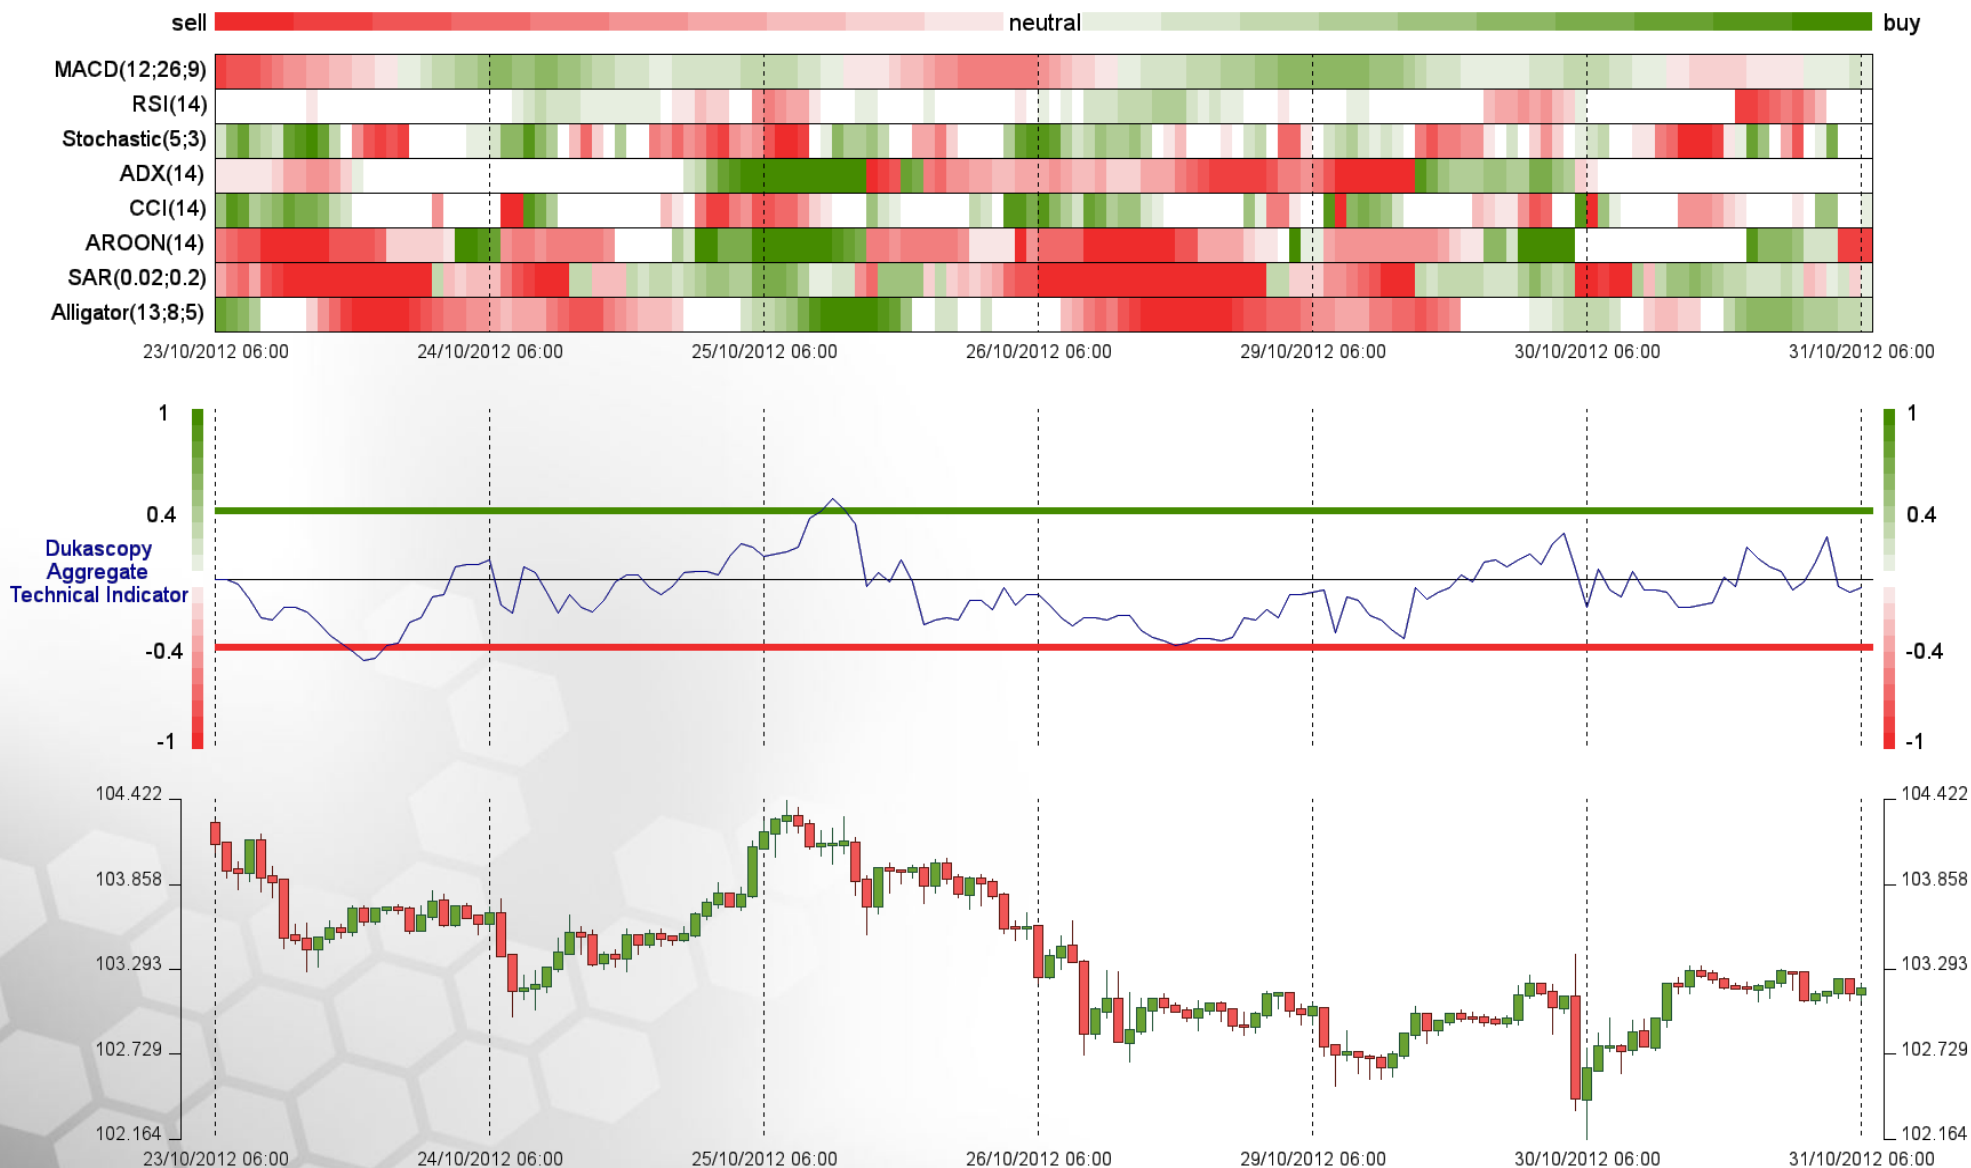 sell neutral buy
MACD(12;26;9)
RSI(14)
Stochastic(5;3)
ADX(14)
CCI(14)
AROON(14)
SAR(0.02;0.2)
Alligator(13;8;5)
23/10/2012 06:00 24/10/2012 06:00 25/10/2012 06:00 26/10/2012 06:00 29/10/2012 06:00 30/10/2012 06:00 31/10/2012 06:00
1 1
0.4 0.4
Dukascopy
Aggregate
Technical Indicator
-0.4 -0.4
-1 -1
104.422 104.422
103.858 103.858
103.293 103.293
102.729 102.729
102.164 102.164
23/10/2012 06:00 24/10/2012 06:00 25/10/2012 06:00 26/10/2012 06:00 29/10/2012 06:00 30/10/2012 06:00 31/10/2012 06:00